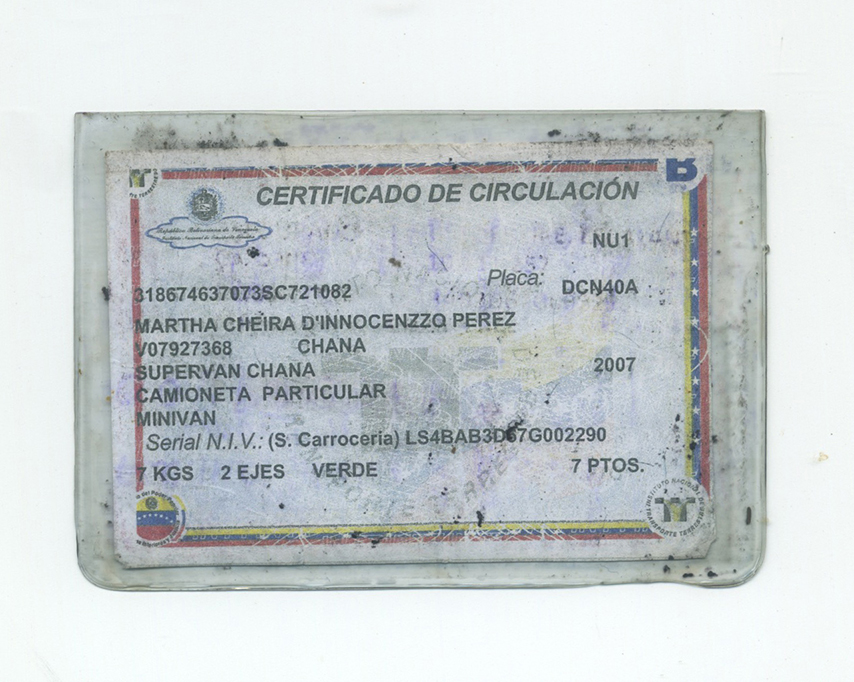 B
CERTIFICADO DE CIRCULACIÓN
República Bolivariana de Venezuela
NU1
318674637073SC721082 Placa: DCN40A
MARTHA CHEIRA D'INNOCENZZO PEREZ
V07927368 CHANA
SUPERVAN CHANA 2007
CAMIONETA PARTICULAR
MINIVAN
Serial N.I.V.: (S. Carroceria) LS4BAB3D67G002290
7 KGS 2 EJES VERDE 7 PTOS.
INSTITUTO NACIONAL DE TRANSPORTE TERRESTRE